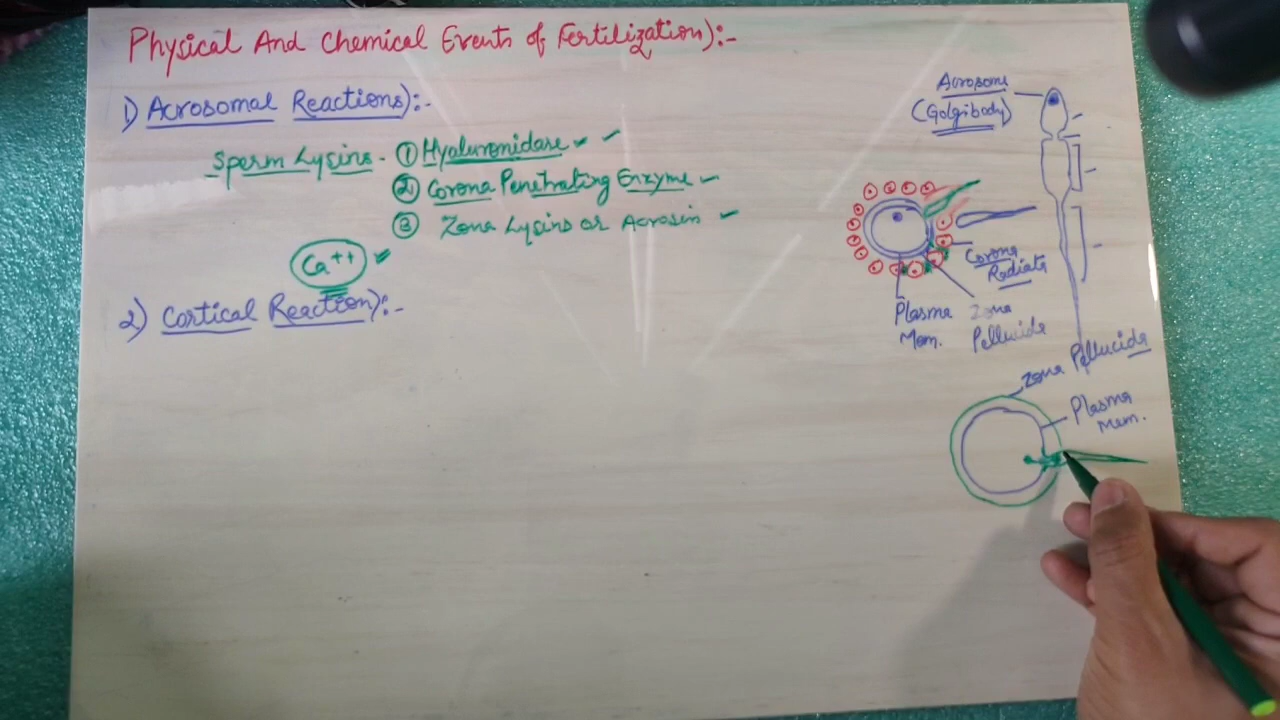 Physical And Chemical Events of Fertilization):-
1) Acrosomal Reactions):-
Sperm Lysins - ① Hyaluronidase
② Corona Penetrating Enzyme
③ Zona Lysins or Acrosin
Ca++
2) Cortical Reaction):-
Acrosome
(Golgibody)
Corona
Radiata
Plasma
Mem.
Zona
Pellucida
Zona Pellucida
Plasma
Mem.